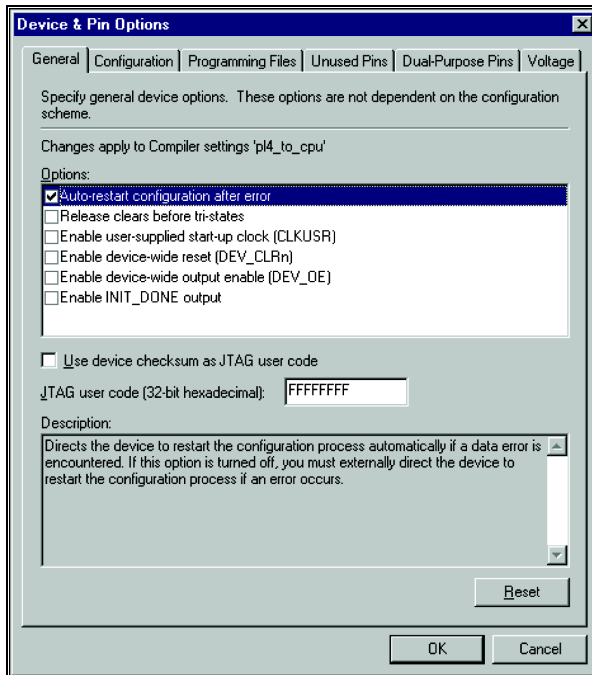 Device & Pin Options
General Configuration Programming Files Unused Pins Dual-Purpose Pins Voltage
Specify general device options. These options are not dependent on the configuration
scheme.
Changes apply to Compiler settings 'pl4_to_cpu'
Options:
Auto-restart configuration after error
Release clears before tri-states
Enable user-supplied start-up clock (CLKUSR)
Enable device-wide reset (DEV_CLRn)
Enable device-wide output enable (DEV_OE)
Enable INIT_DONE output
Use device checksum as JTAG user code
JTAG user code (32-bit hexadecimal): FFFFFFFF
Description:
Directs the device to restart the configuration process automatically if a data error is
encountered. If this option is turned off, you must externally direct the device to
restart the configuration process if an error occurs.
Reset
OK Cancel